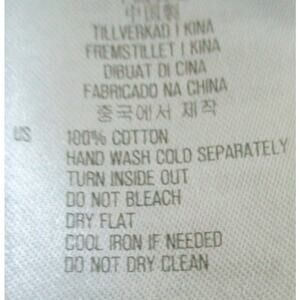 中国製
TILLVERKAD I KINA
FREMSTILLET I KINA
DIBUAT DI CINA
FABRICADO NA CHINA
중국에서 제작
US 100% COTTON
HAND WASH COLD SEPARATELY
TURN INSIDE OUT
DO NOT BLEACH
DRY FLAT
COOL IRON IF NEEDED
DO NOT DRY CLEAN